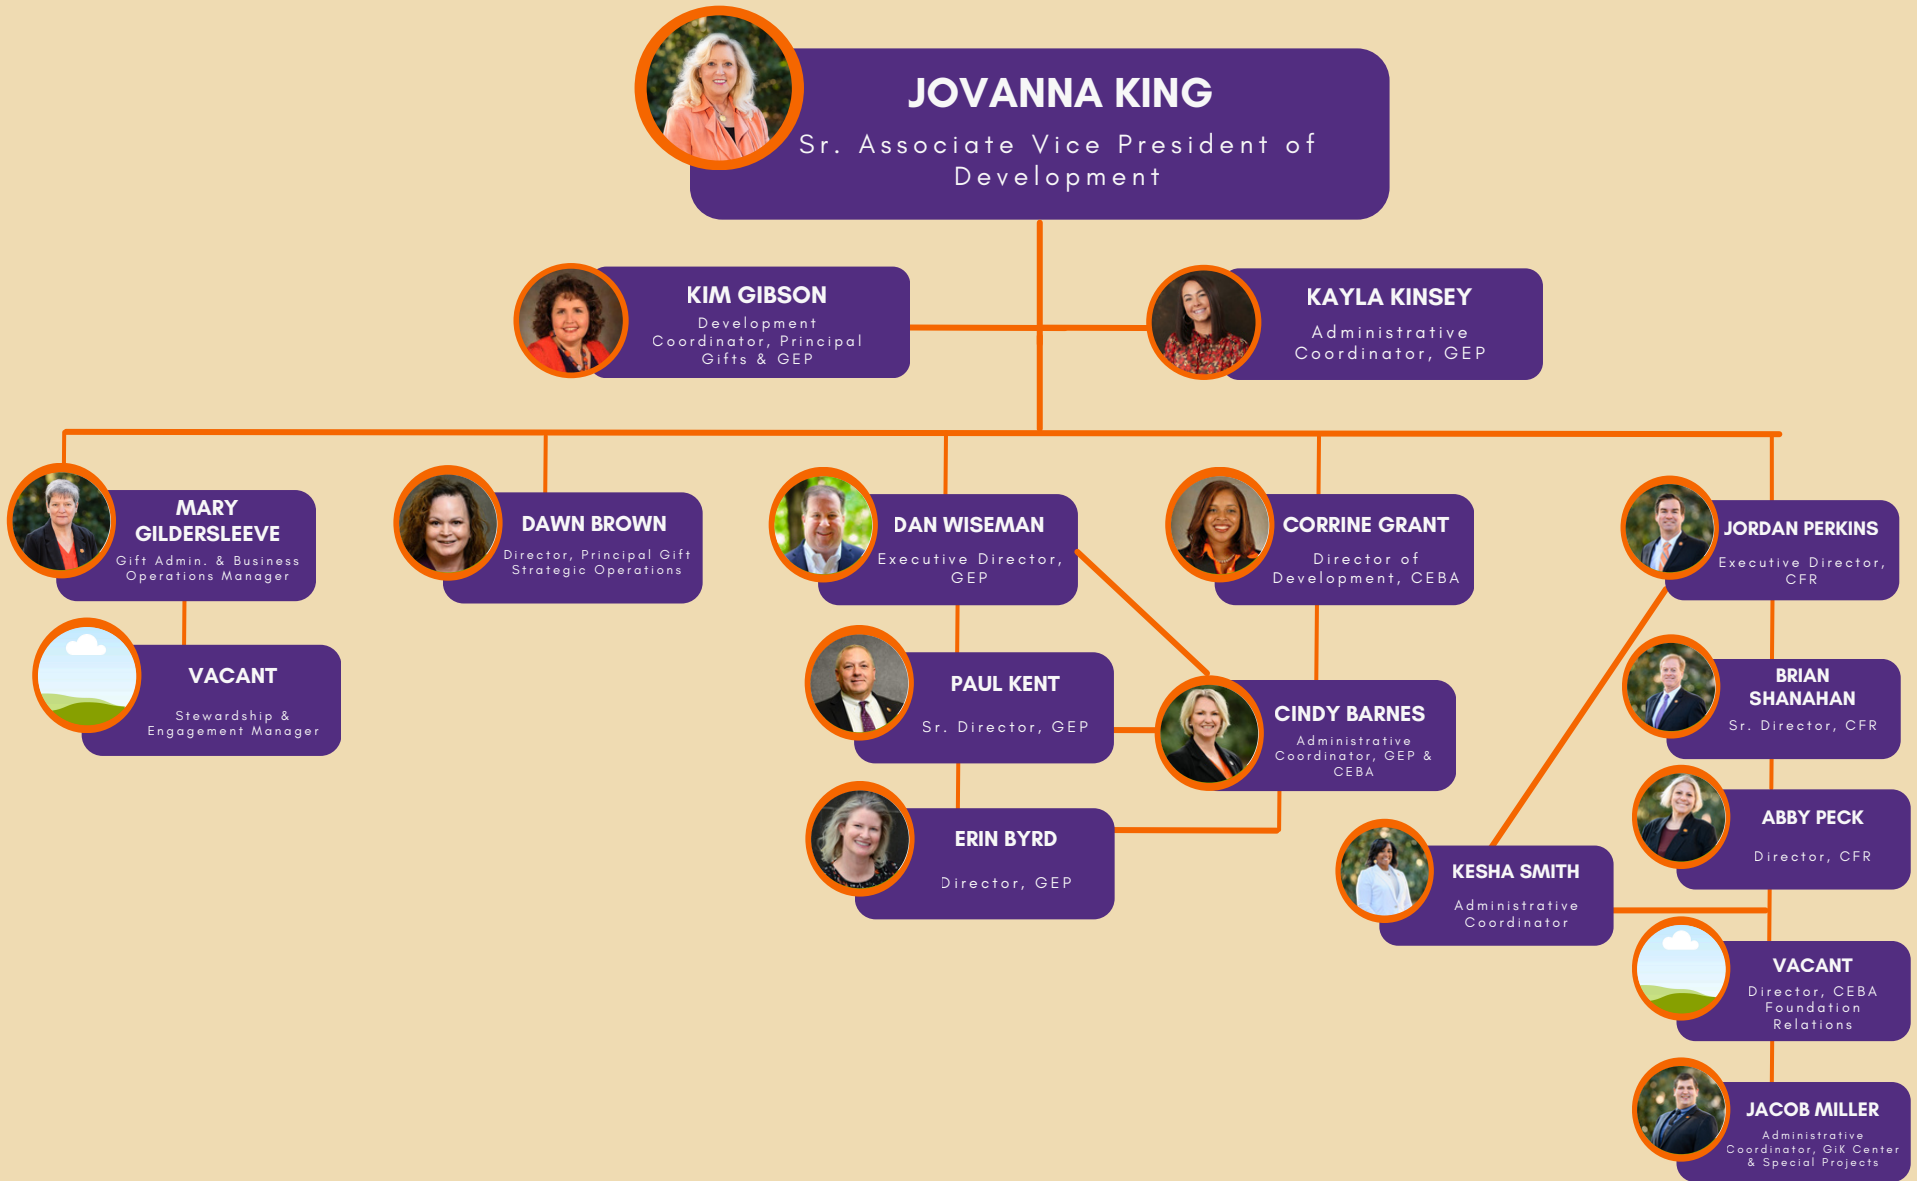 JOVANNA KING
Sr. Associate Vice President of
Development
KIM GIBSON
Development
Coordinator, Principal
Gifts & GEP
KAYLA KINSEY
Administrative
Coordinator, GEP
MARY
GILDERSLEEVE
Gift Admin. & Business
Operations Manager
DAWN BROWN
Director, Principal Gift
Strategic Operations
DAN WISEMAN
Executive Director,
GEP
CORRINE GRANT
Director of
Development, CEBA
JORDAN PERKINS
Executive Director,
CFR
VACANT
Stewardship &
Engagement Manager
PAUL KENT
Sr. Director, GEP
CINDY BARNES
Administrative
Coordinator, GEP &
CEBA
BRIAN
SHANAHAN
Sr. Director, CFR
ERIN BYRD
Director, GEP
ABBY PECK
Director, CFR
KESHA SMITH
Administrative
Coordinator
VACANT
Director, CEBA
Foundation
Relations
JACOB MILLER
Administrative
Coordinator, GiK Center
& Special Projects